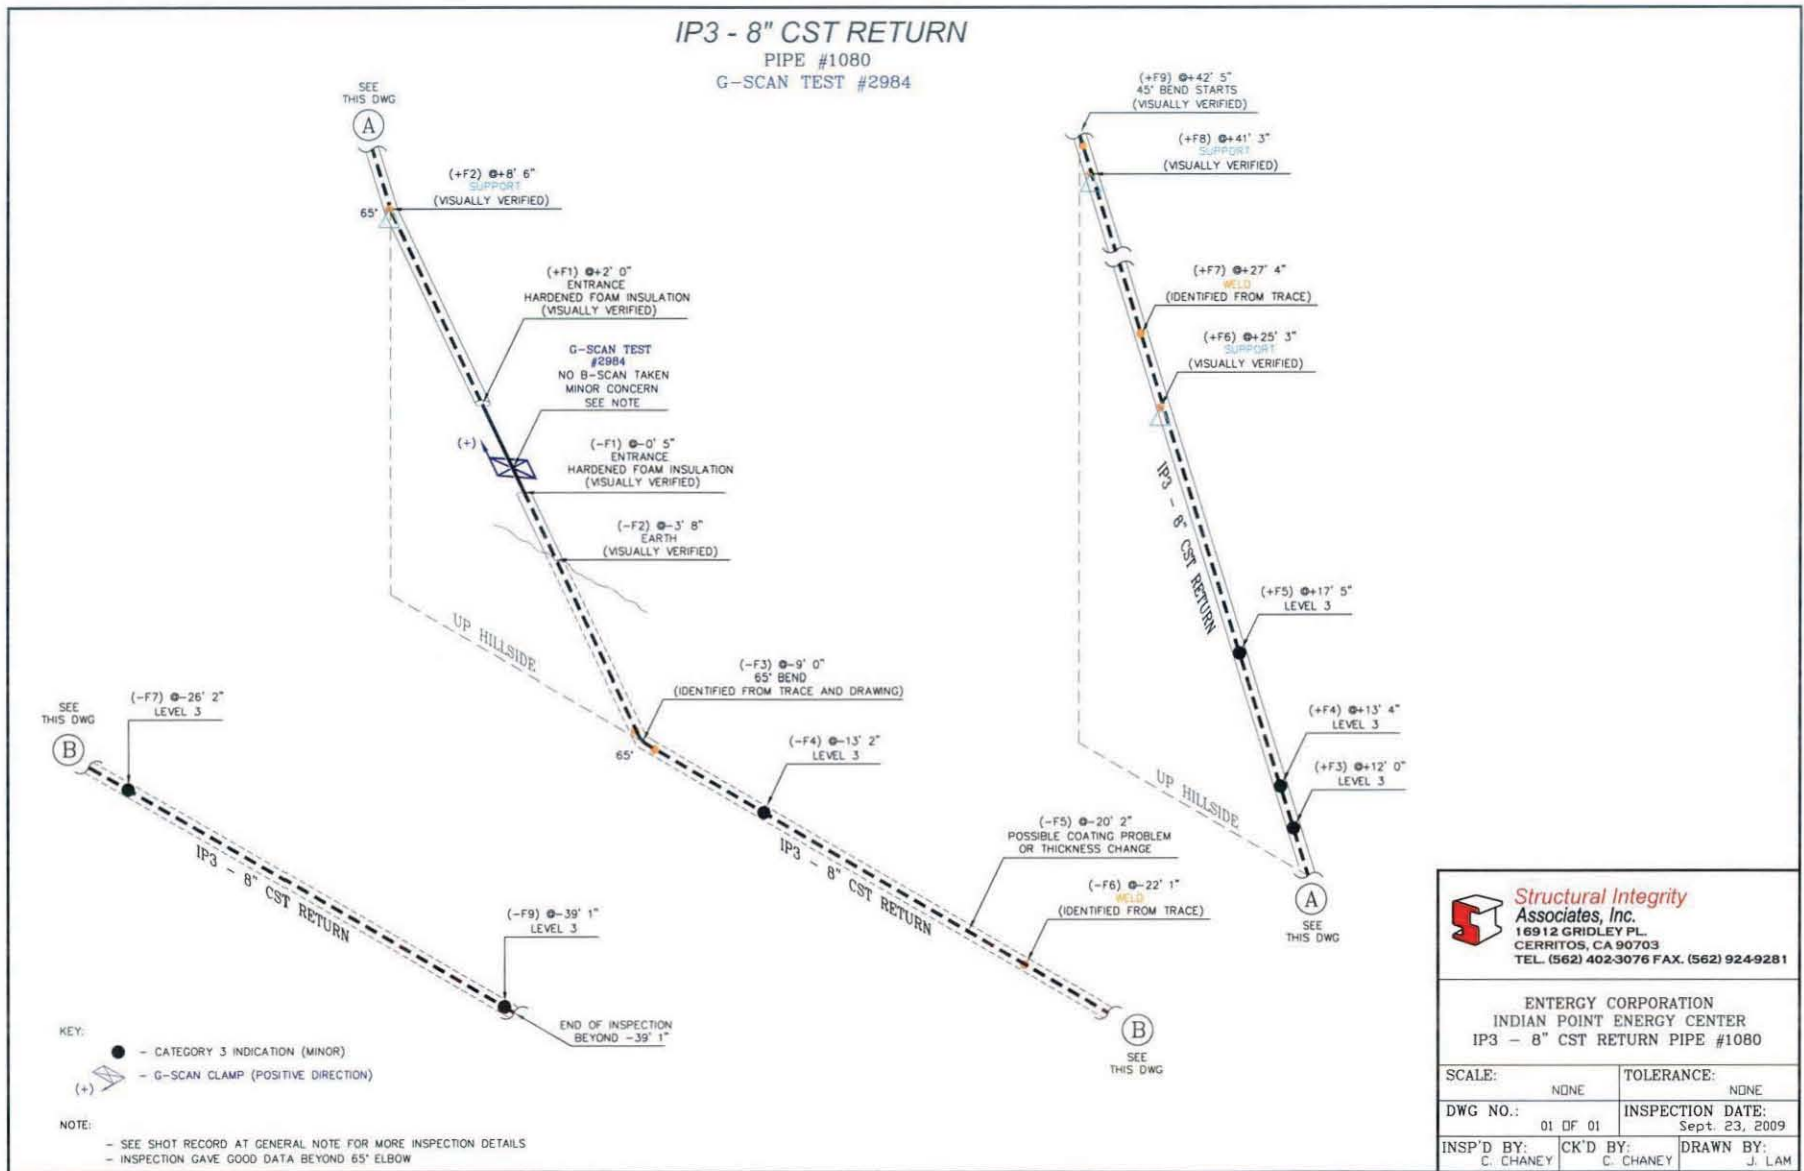 IP3 - 8" CST RETURN
PIPE #1080
G-SCAN TEST #2984
SEE
THIS DWG
A
(+F2) @+8' 6"
SUPPORT
(VISUALLY VERIFIED)
65°
(+F1) @+2' 0"
ENTRANCE
HARDENED FOAM INSULATION
(VISUALLY VERIFIED)
G-SCAN TEST
#2984
NO B-SCAN TAKEN
MINOR CONCERN
SEE NOTE
(+)
(-F1) @-0' 5"
ENTRANCE
HARDENED FOAM INSULATION
(VISUALLY VERIFIED)
(-F2) @-3' 8"
EARTH
(VISUALLY VERIFIED)
UP HILLSIDE
(-F3) @-9' 0"
65° BEND
(IDENTIFIED FROM TRACE AND DRAWING)
65°
(-F4) @-13' 2"
LEVEL 3
(-F5) @-20' 2"
POSSIBLE COATING PROBLEM
OR THICKNESS CHANGE
(-F6) @-22' 1"
WELD
(IDENTIFIED FROM TRACE)
IP3 - 8" CST RETURN
B
SEE
THIS DWG
SEE
THIS DWG
B
(-F7) @-26' 2"
LEVEL 3
IP3 - 8" CST RETURN
(-F9) @-39' 1"
LEVEL 3
END OF INSPECTION
BEYOND -39' 1"
(+F9) @+42' 5"
45° BEND STARTS
(VISUALLY VERIFIED)
(+F8) @+41' 3"
SUPPORT
(VISUALLY VERIFIED)
(+F7) @+27' 4"
WELD
(IDENTIFIED FROM TRACE)
(+F6) @+25' 3"
SUPPORT
(VISUALLY VERIFIED)
IP3 - 8" CST RETURN
(+F5) @+17' 5"
LEVEL 3
(+F4) @+13' 4"
LEVEL 3
(+F3) @+12' 0"
LEVEL 3
UP HILLSIDE
A
SEE
THIS DWG
KEY:
- CATEGORY 3 INDICATION (MINOR)
- G-SCAN CLAMP (POSITIVE DIRECTION)
(+)
NOTE:
- SEE SHOT RECORD AT GENERAL NOTE FOR MORE INSPECTION DETAILS
- INSPECTION GAVE GOOD DATA BEYOND 65° ELBOW
Structural Integrity
Associates, Inc.
16912 GRIDLEY PL.
CERRITOS, CA 90703
TEL. (562) 402-3076 FAX. (562) 924-9281
ENTERGY CORPORATION
INDIAN POINT ENERGY CENTER
IP3 - 8" CST RETURN PIPE #1080
SCALE: NONE
TOLERANCE: NONE
DWG NO.: 01 OF 01
INSPECTION DATE: Sept. 23, 2009
INSP'D BY: C. CHANEY
CK'D BY: C. CHANEY
DRAWN BY: J. LAM